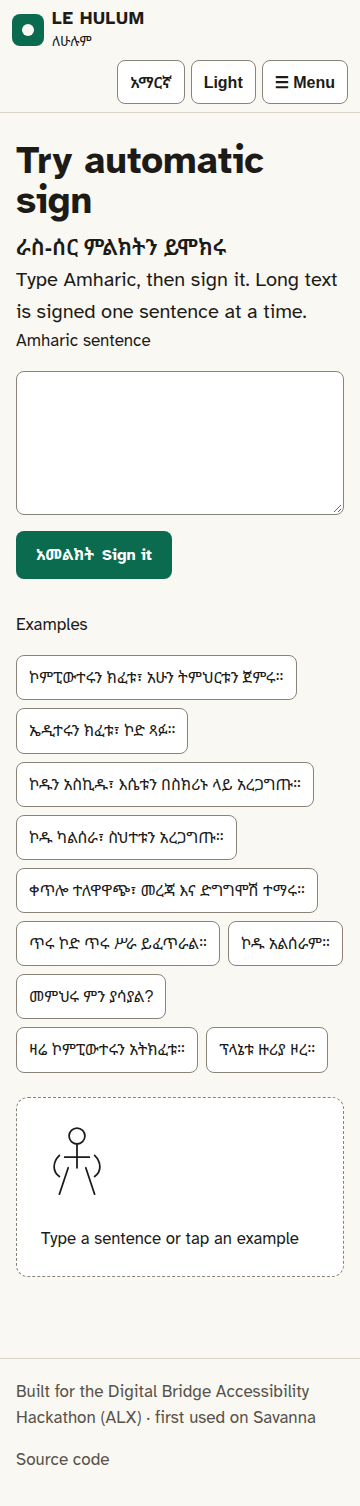 LE HULUM
ለሁሉም
አማርኛ
Light
☰ Menu
Try automatic
sign
ራስ-ሰር ምልክትን ይሞክሩ
Type Amharic, then sign it. Long text
is signed one sentence at a time.
Amharic sentence
አመልክት Sign it
Examples
ኮምፒውተሩን ክፈቱ፣ አሁን ትምህርቱን ጀምሩ።
ኤዲተሩን ክፈቱ፣ ኮድ ጻፉ።
ኮዱን አስኪዱ፣ እሴቱን በስክሪኑ ላይ አረጋግጡ።
ኮዱ ካልሰራ፣ ስህተቱን አረጋግጡ።
ቀጥሎ ተለዋዋጭ፣ መረጃ እና ድግግሞሽ ተማሩ።
ጥሩ ኮድ ጥሩ ሥራ ይፈጥራል።
ኮዱ አልሰራም።
መምህሩ ምን ያሳያል?
ዛሬ ኮምፒውተሩን አትክፈቱ።
ፕላኔቱ ዙሪያ ዞረ።
Type a sentence or tap an example
Built for the Digital Bridge Accessibility
Hackathon (ALX) · first used on Savanna
Source code